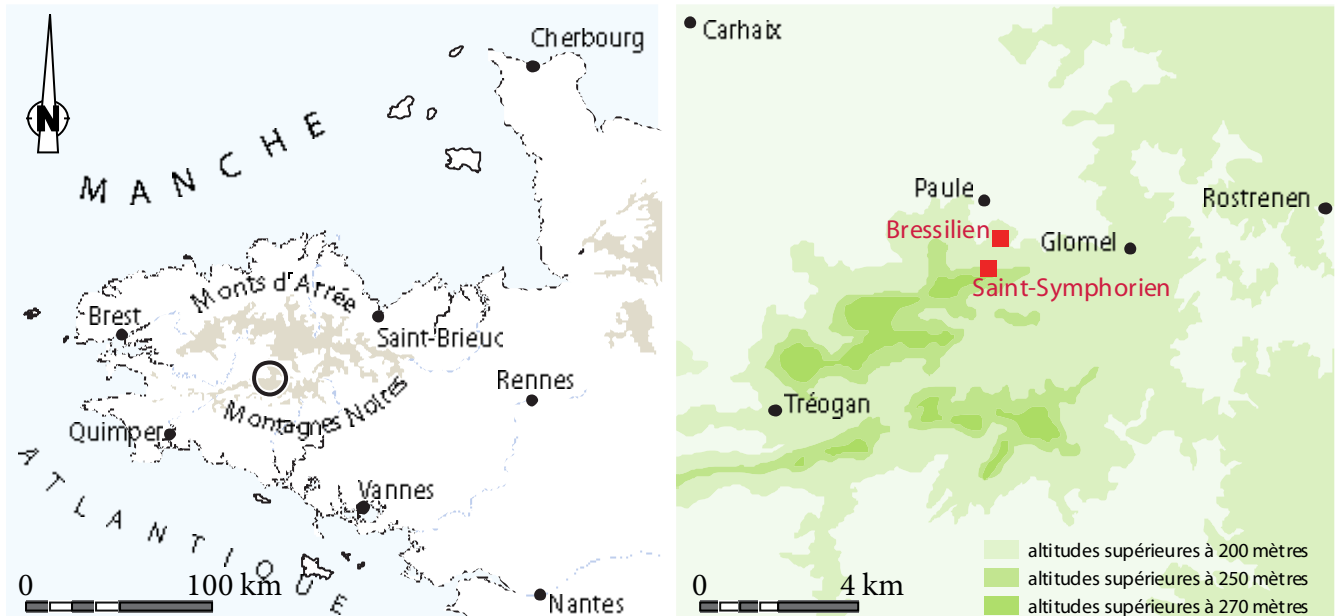 Cherbourg
N
MANCHE
Monts d'Arrée
Brest
Saint-Brieuc
Rennes
Montagnes Noires
Quimper
Vannes
ATLANTIQUE
0 100 km
Nantes
Carhaix
Paule
Rostrenen
Bressilien
Glomel
Saint-Symphorien
Tréogan
altitudes supérieures à 200 mètres
altitudes supérieures à 250 mètres
altitudes supérieures à 270 mètres
0 4 km